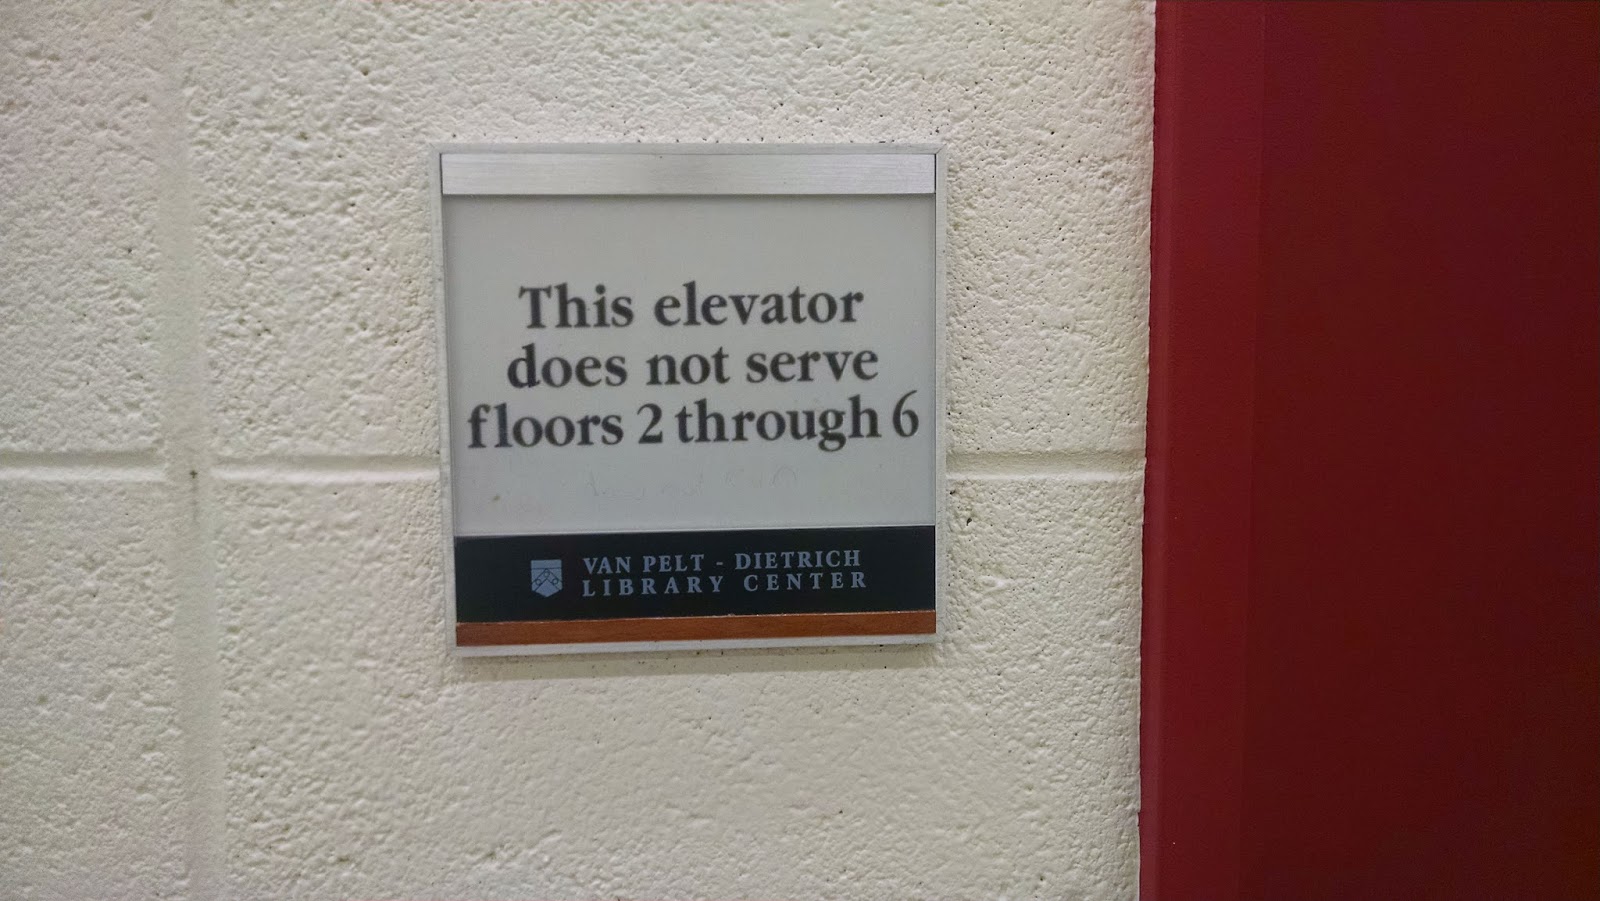 This elevator
does not serve
floors 2 through 6
VAN PELT - DIETRICH
LIBRARY CENTER